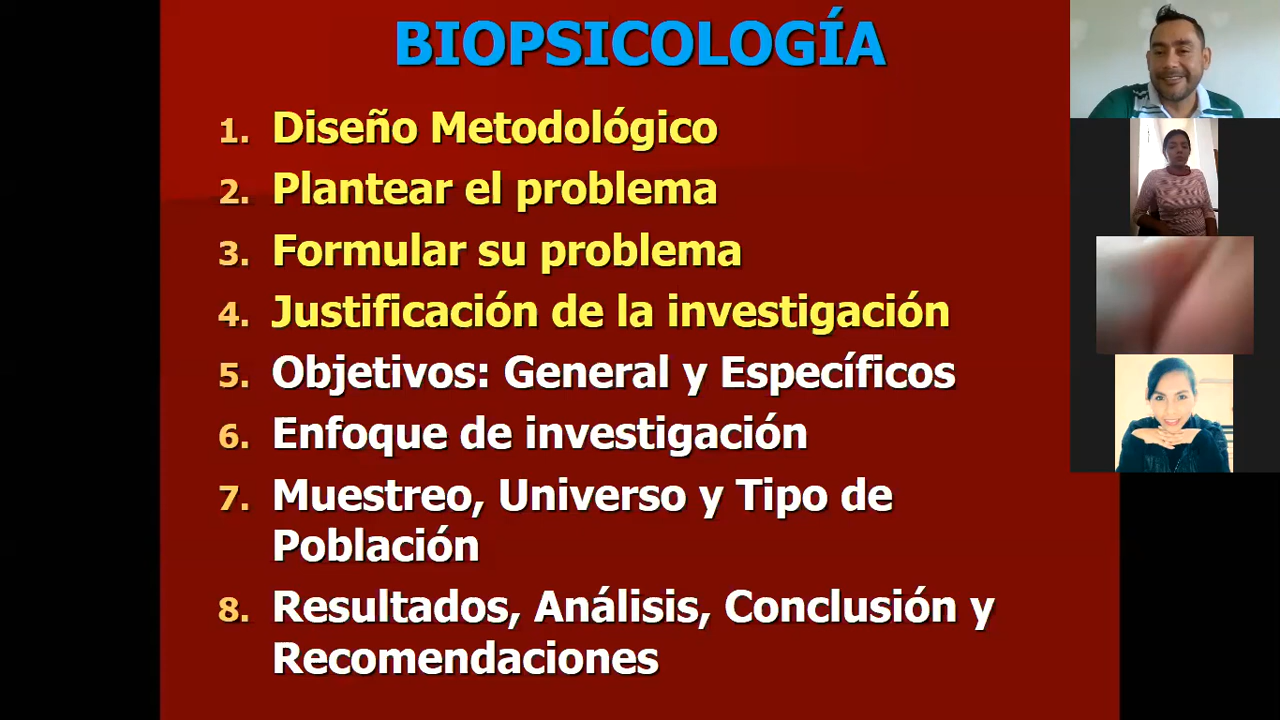 BIOPSICOLOGÍA
1. Diseño Metodológico
2. Plantear el problema
3. Formular su problema
4. Justificación de la investigación
5. Objetivos: General y Específicos
6. Enfoque de investigación
7. Muestreo, Universo y Tipo de
Población
8. Resultados, Análisis, Conclusión y
Recomendaciones